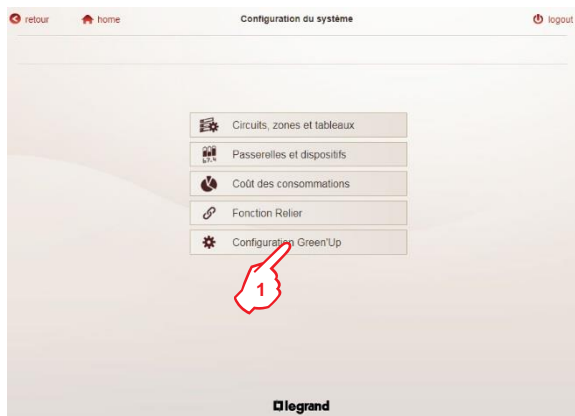 retour home Configuration du système logout
Circuits, zones et tableaux
Passerelles et dispositifs
Coût des consommations
Fonction Relier
Configuration Green'Up
1
legrand